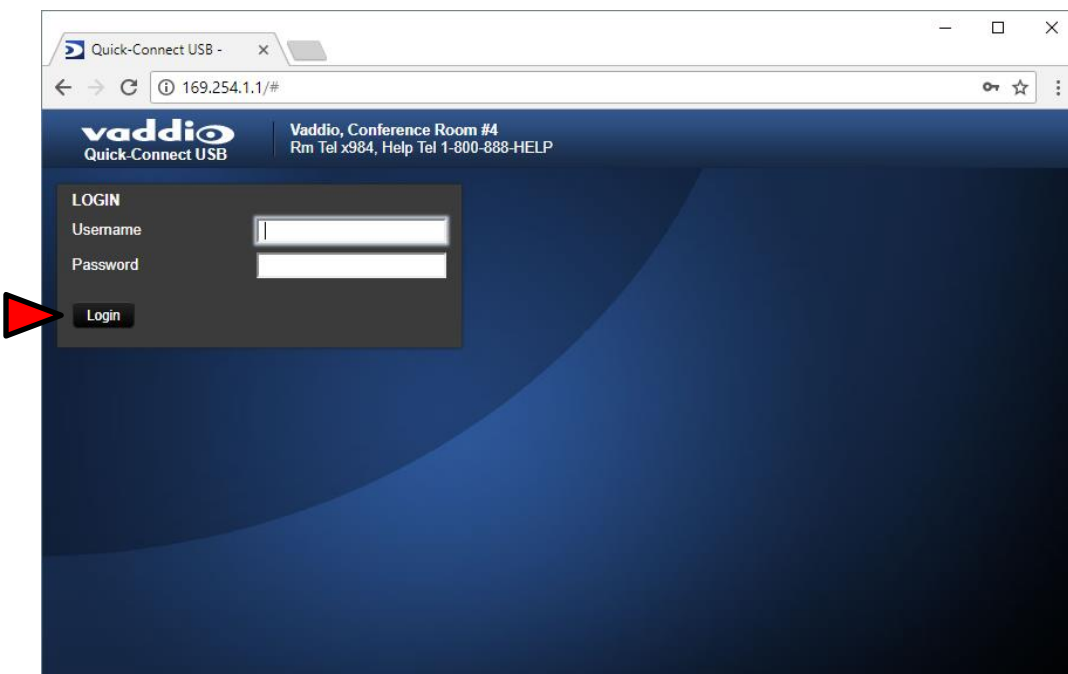 Quick-Connect USB -
169.254.1.1/#
vaddio
Quick-Connect USB
Vaddio, Conference Room #4
Rm Tel x984, Help Tel 1-800-888-HELP
LOGIN
Username
Password
Login